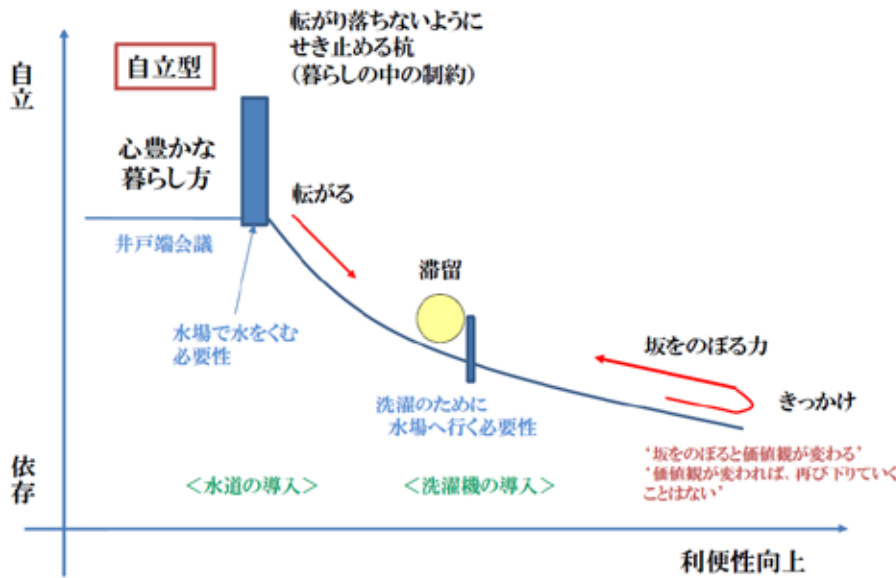 転がり落ちないように
せき止める杭
（暮らしの中の制約）
自立
自立型
心豊かな
暮らし方
転がる
井戸端会議
滞留
水場で水をくむ
必要性
坂をのぼる力
きっかけ
洗濯のために
水場へ行く必要性
‘坂をのぼると価値観が変わる’
‘価値観が変われば、再び下りていく
ことはない’
依存
＜水道の導入＞
＜洗濯機の導入＞
利便性向上